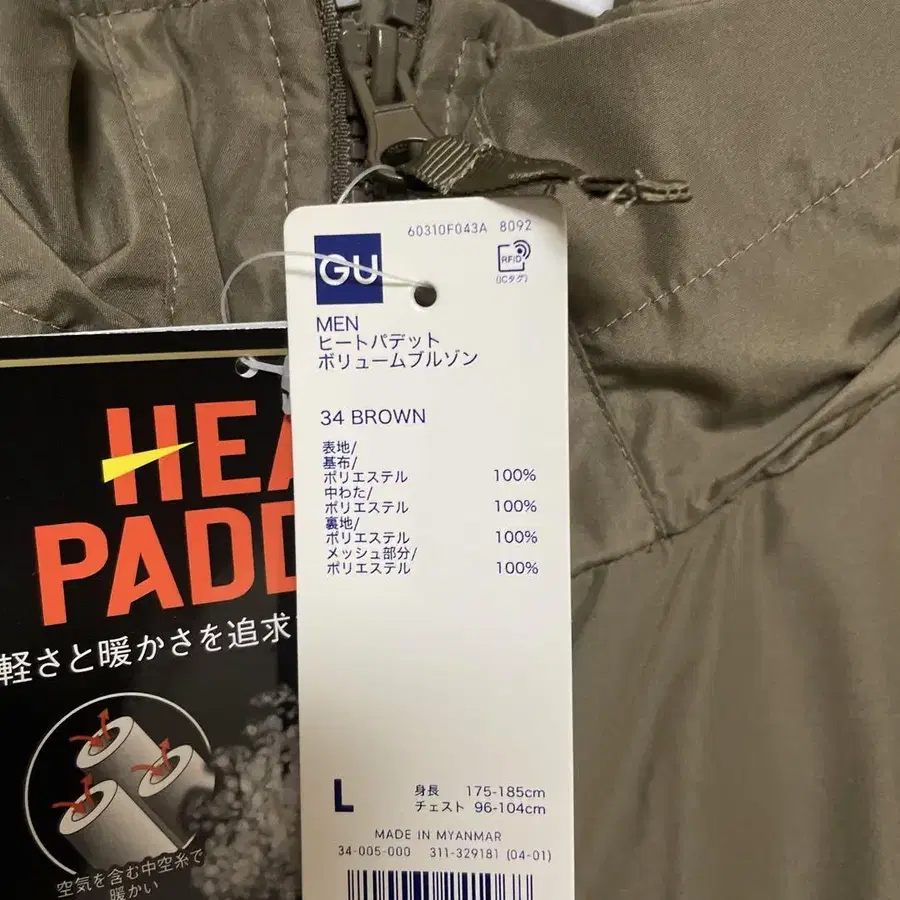 60310F043A 8092
GU
RFID
(ICタグ)
MEN
ヒートパデット
ボリュームブルゾン
34 BROWN
表地/
基布/
ポリエステル 100%
中わた/
ポリエステル 100%
裏地/
ポリエステル 100%
メッシュ部分/
ポリエステル 100%
L
身長 175-185cm
チェスト 96-104cm
MADE IN MYANMAR
34-005-000 311-329181 (04-01)
軽さと暖かさを追求
空気を含む中空糸で
暖かい